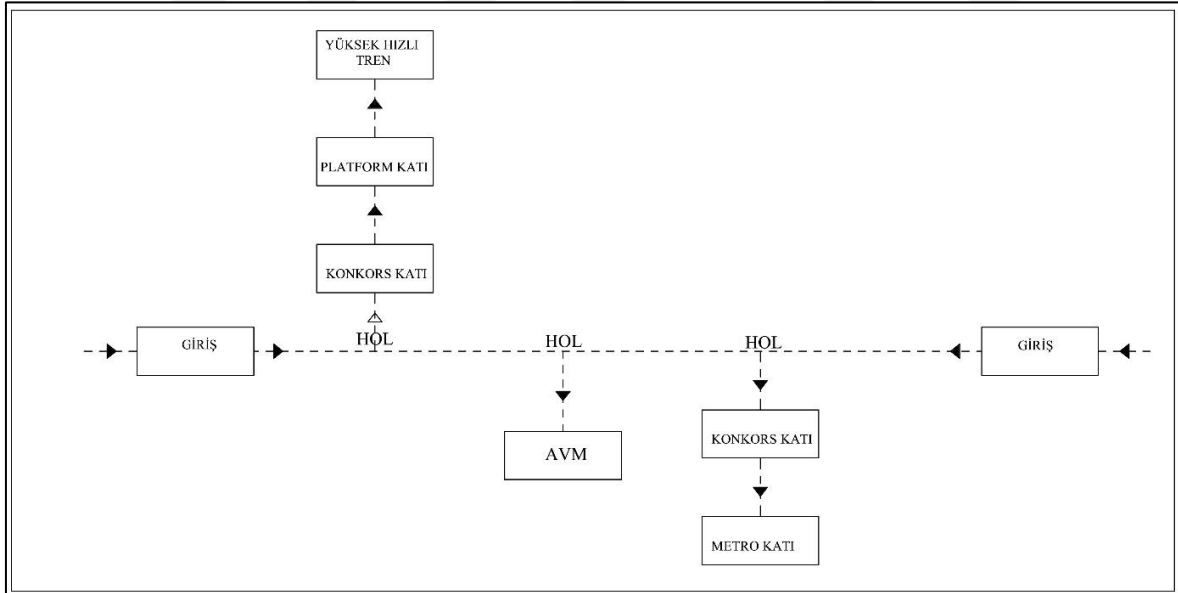 YÜKSEK HIZLI
TREN
PLATFORM KATI
KONKORS KATI
HOL
HOL
HOL
GİRİŞ
GİRİŞ
KONKORS KATI
AVM
METRO KATI